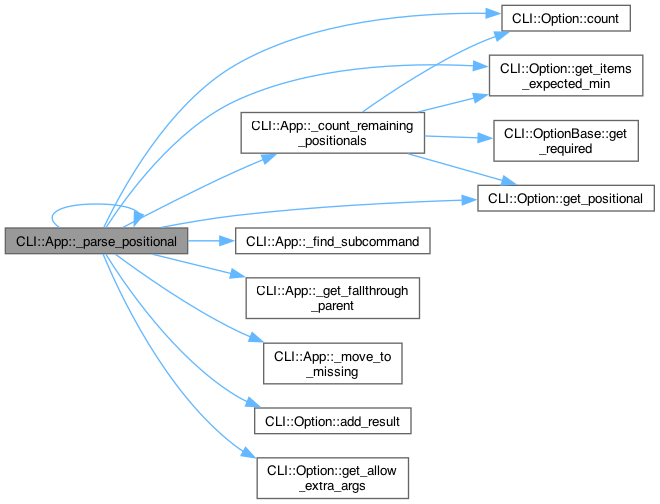 CLI::Option::count
CLI::Option::get_items
_expected_min
CLI::App::_count_remaining
_positionals
CLI::OptionBase::get
_required
CLI::Option::get_positional
CLI::App::_parse_positional
CLI::App::_find_subcommand
CLI::App::_get_fallthrough
_parent
CLI::App::_move_to
_missing
CLI::Option::add_result
CLI::Option::get_allow
_extra_args